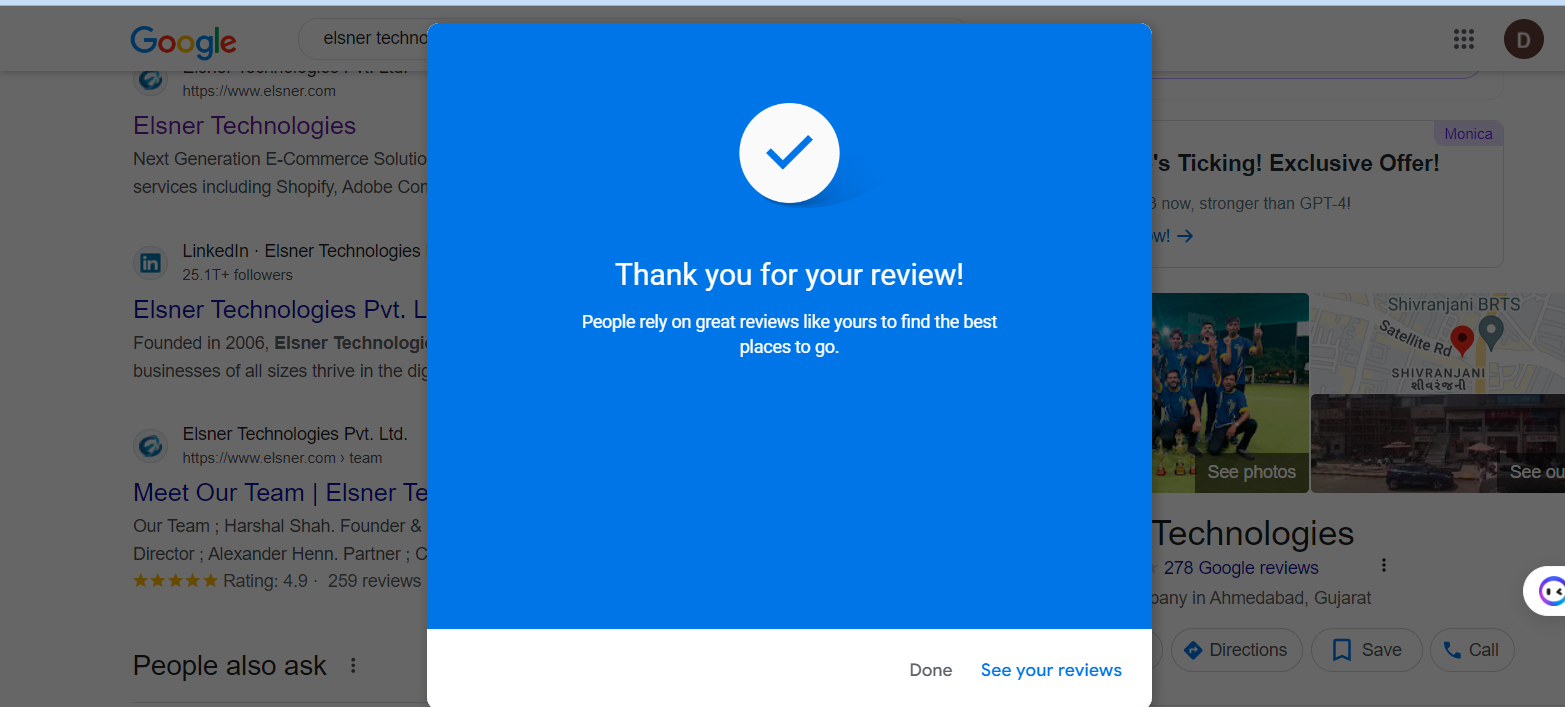 Google
elsner techno
Elsner Technologies Pvt. Ltd.
https://www.elsner.com
Elsner Technologies
Next Generation E-Commerce Solutio
services including Shopify, Adobe Con
LinkedIn · Elsner Technologies
25.1T+ followers
Elsner Technologies Pvt. L
Founded in 2006, Elsner Technologi
businesses of all sizes thrive in the dig
Elsner Technologies Pvt. Ltd.
https://www.elsner.com › team
Meet Our Team | Elsner Te
Our Team ; Harshal Shah. Founder &
Director ; Alexander Henn. Partner ; C
Rating: 4.9 · 259 reviews
People also ask
Thank you for your review!
People rely on great reviews like yours to find the best
places to go.
Done
See your reviews
D
Monica
's Ticking! Exclusive Offer!
now, stronger than GPT-4!
ow!
Shivranjani BRTS
Satellite Rd
SHIVRANJANI
શીવરંજની
See photos
See ou
Technologies
278 Google reviews
pany in Ahmedabad, Gujarat
Directions
Save
Call